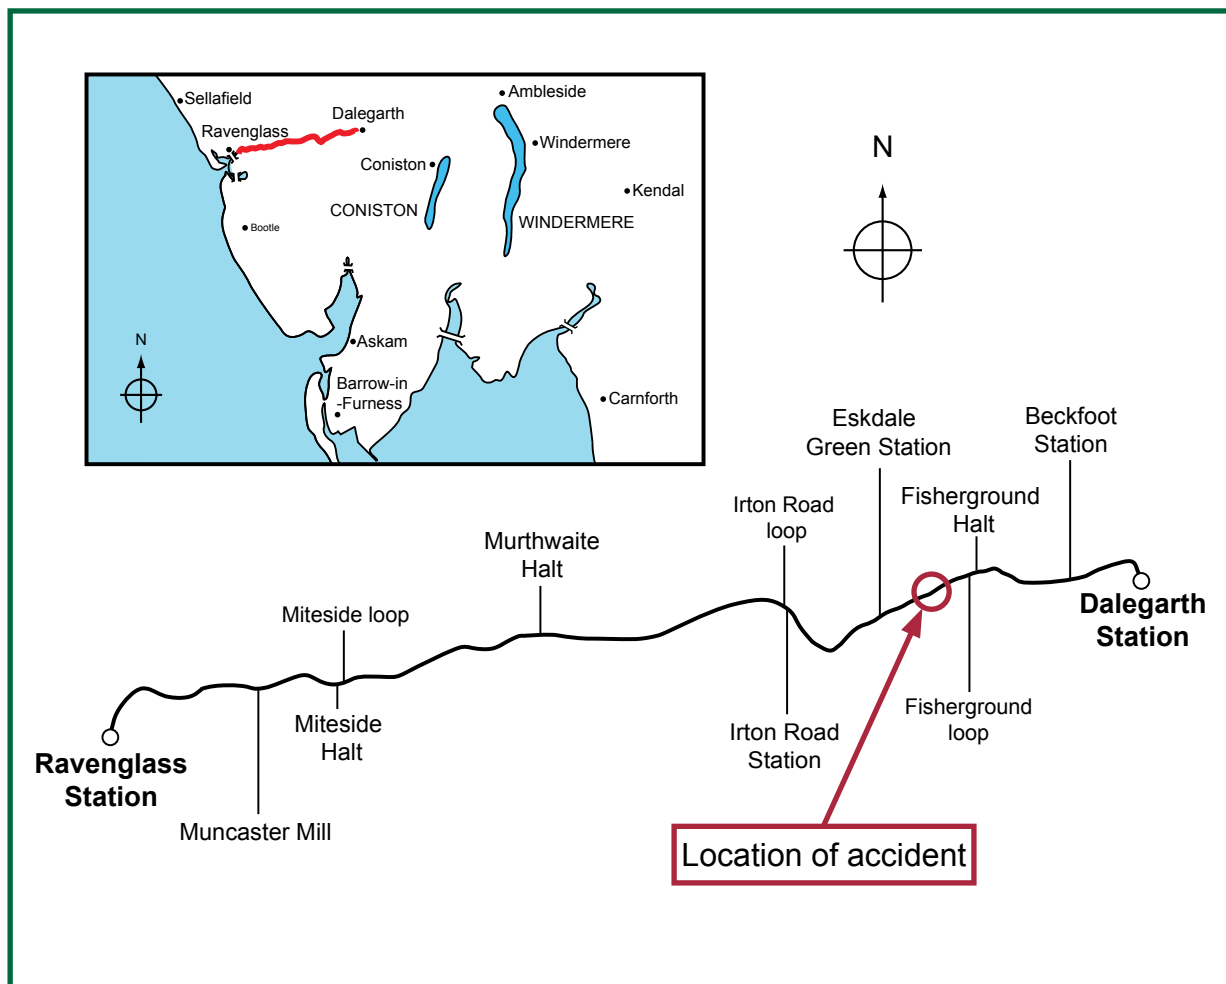 Sellafield
Ravenglass
Dalegarth
Ambleside
Windermere
Coniston
Kendal
CONISTON
WINDERMERE
Bootle
N
Askam
Barrow-in
-Furness
Carnforth
N
Eskdale
Green Station
Beckfoot
Station
Irton Road
loop
Fisherground
Halt
Murthwaite
Halt
Miteside loop
Dalegarth
Station
Miteside
Halt
Irton Road
Station
Fisherground
loop
Ravenglass
Station
Muncaster Mill
Location of accident